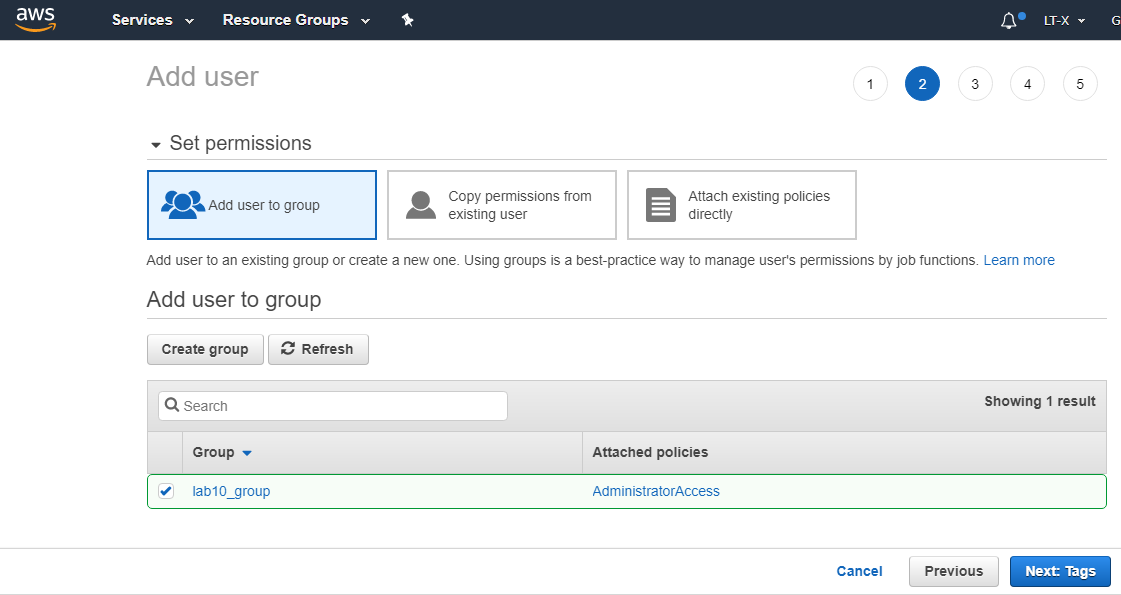 aws Services Resource Groups LT-X G
Add user
1 2 3 4 5
Set permissions
Add user to group
Copy permissions from
existing user
Attach existing policies
directly
Add user to an existing group or create a new one. Using groups is a best-practice way to manage user's permissions by job functions. Learn more
Add user to group
Create group Refresh
Search
Showing 1 result
Group Attached policies
lab10_group AdministratorAccess
Cancel Previous Next: Tags